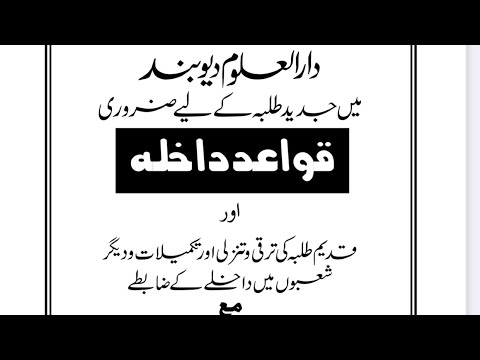 دارالعلوم دیوبند
میں جدید طلبہ کے لیے ضروری
قواعد داخلہ
اور
قدیم طلبہ کی ترقی و تنزلی اور تکمیلات و دیگر
شعبوں میں داخلے کے ضابطے
مع